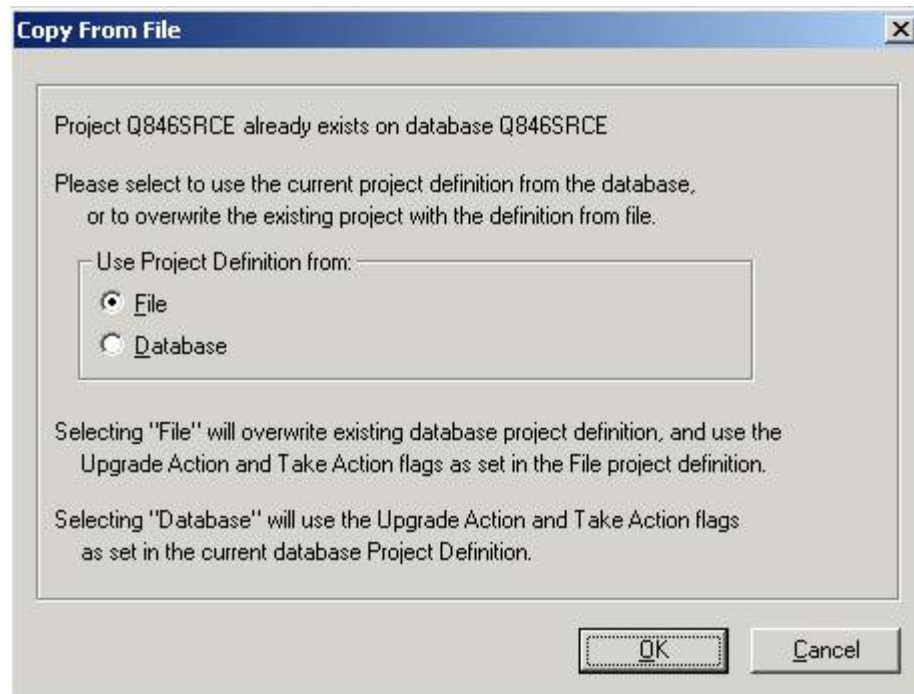 Copy From File
Project Q846SRCE already exists on database Q846SRCE
Please select to use the current project definition from the database,
or to overwrite the existing project with the definition from file.
Use Project Definition from:
File
Database
Selecting "File" will overwrite existing database project definition, and use the
Upgrade Action and Take Action flags as set in the File project definition.
Selecting "Database" will use the Upgrade Action and Take Action flags
as set in the current database Project Definition.
OK
Cancel